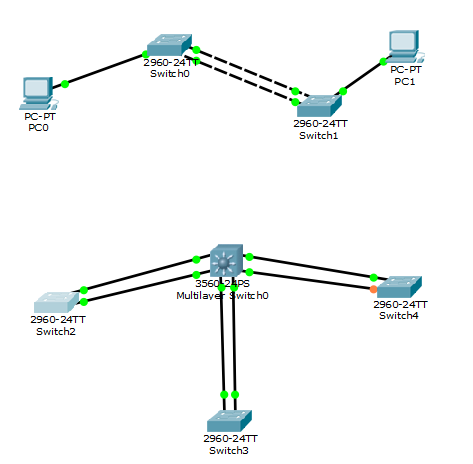 2960-24TT
Switch0
PC-PT
PC1
PC-PT
PC0
2960-24TT
Switch1
3560-24PS
Multilayer Switch0
2960-24TT
Switch2
2960-24TT
Switch4
2960-24TT
Switch3